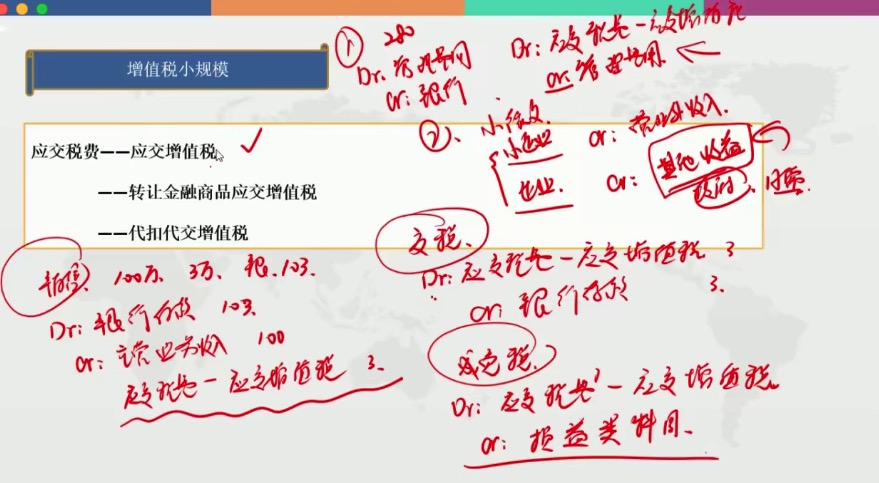 增值税小规模
应交税费——应交增值税
——转让金融商品应交增值税
——代扣代交增值税
① 280
Dr: 管理费用
Cr: 银行
Dr: 应交税费—应交增值税
Cr: 管理费用
②、小微
小企业
企业.
Cr: 营业外收入.
Cr: 其他收益
政府、日常.
销售 100万. 3万. 银.103.
Dr: 银行存款 103.
Cr: 主营业务收入 100
应交税费—应交增值税 3.
交税.
Dr: 应交税费—应交增值税 3
Cr: 银行存款 3.
减免税.
Dr: 应交税费—应交增值税.
Cr: 损益类科目.